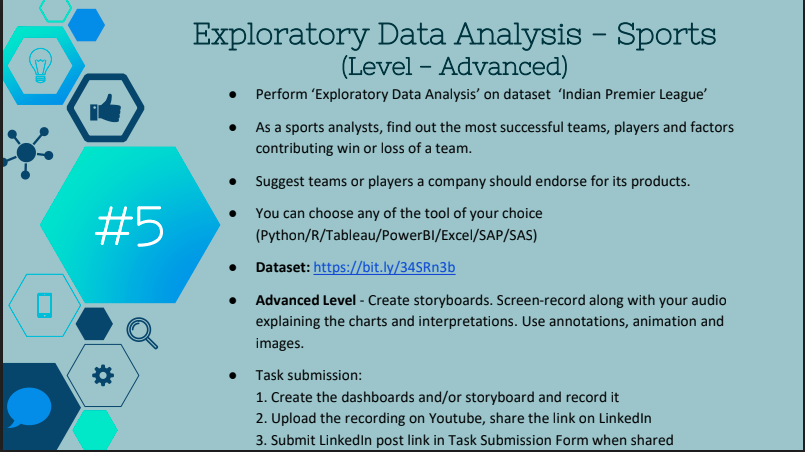 Exploratory Data Analysis – Sports
(Level – Advanced)
● Perform ‘Exploratory Data Analysis’ on dataset ‘Indian Premier League’
● As a sports analysts, find out the most successful teams, players and factors
contributing win or loss of a team.
● Suggest teams or players a company should endorse for its products.
● You can choose any of the tool of your choice
(Python/R/Tableau/PowerBI/Excel/SAP/SAS)
● Dataset: https://bit.ly/34SRn3b
● Advanced Level - Create storyboards. Screen-record along with your audio
explaining the charts and interpretations. Use annotations, animation and
images.
● Task submission:
1. Create the dashboards and/or storyboard and record it
2. Upload the recording on Youtube, share the link on LinkedIn
3. Submit LinkedIn post link in Task Submission Form when shared
#5